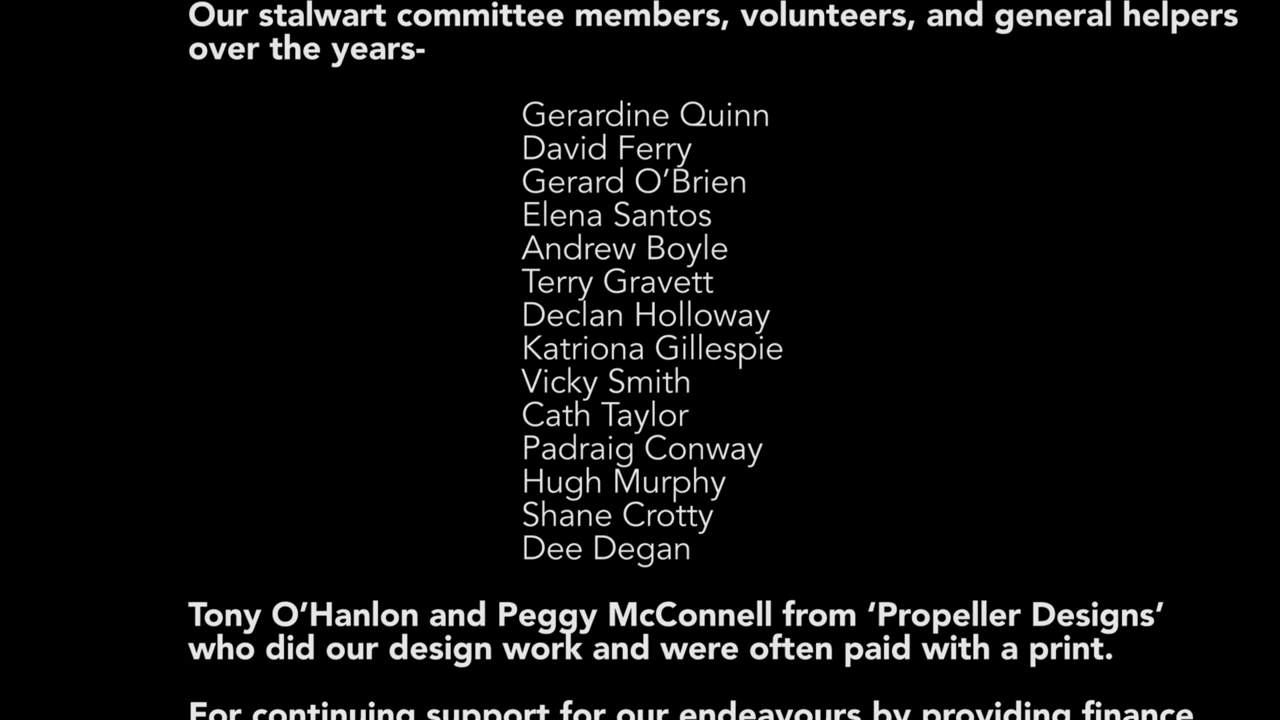 Our stalwart committee members, volunteers, and general helpers
over the years-
Gerardine Quinn
David Ferry
Gerard O’Brien
Elena Santos
Andrew Boyle
Terry Gravett
Declan Holloway
Katriona Gillespie
Vicky Smith
Cath Taylor
Padraig Conway
Hugh Murphy
Shane Crotty
Dee Degan
Tony O’Hanlon and Peggy McConnell from ‘Propeller Designs’
who did our design work and were often paid with a print.
For continuing support for our endeavours by providing finance